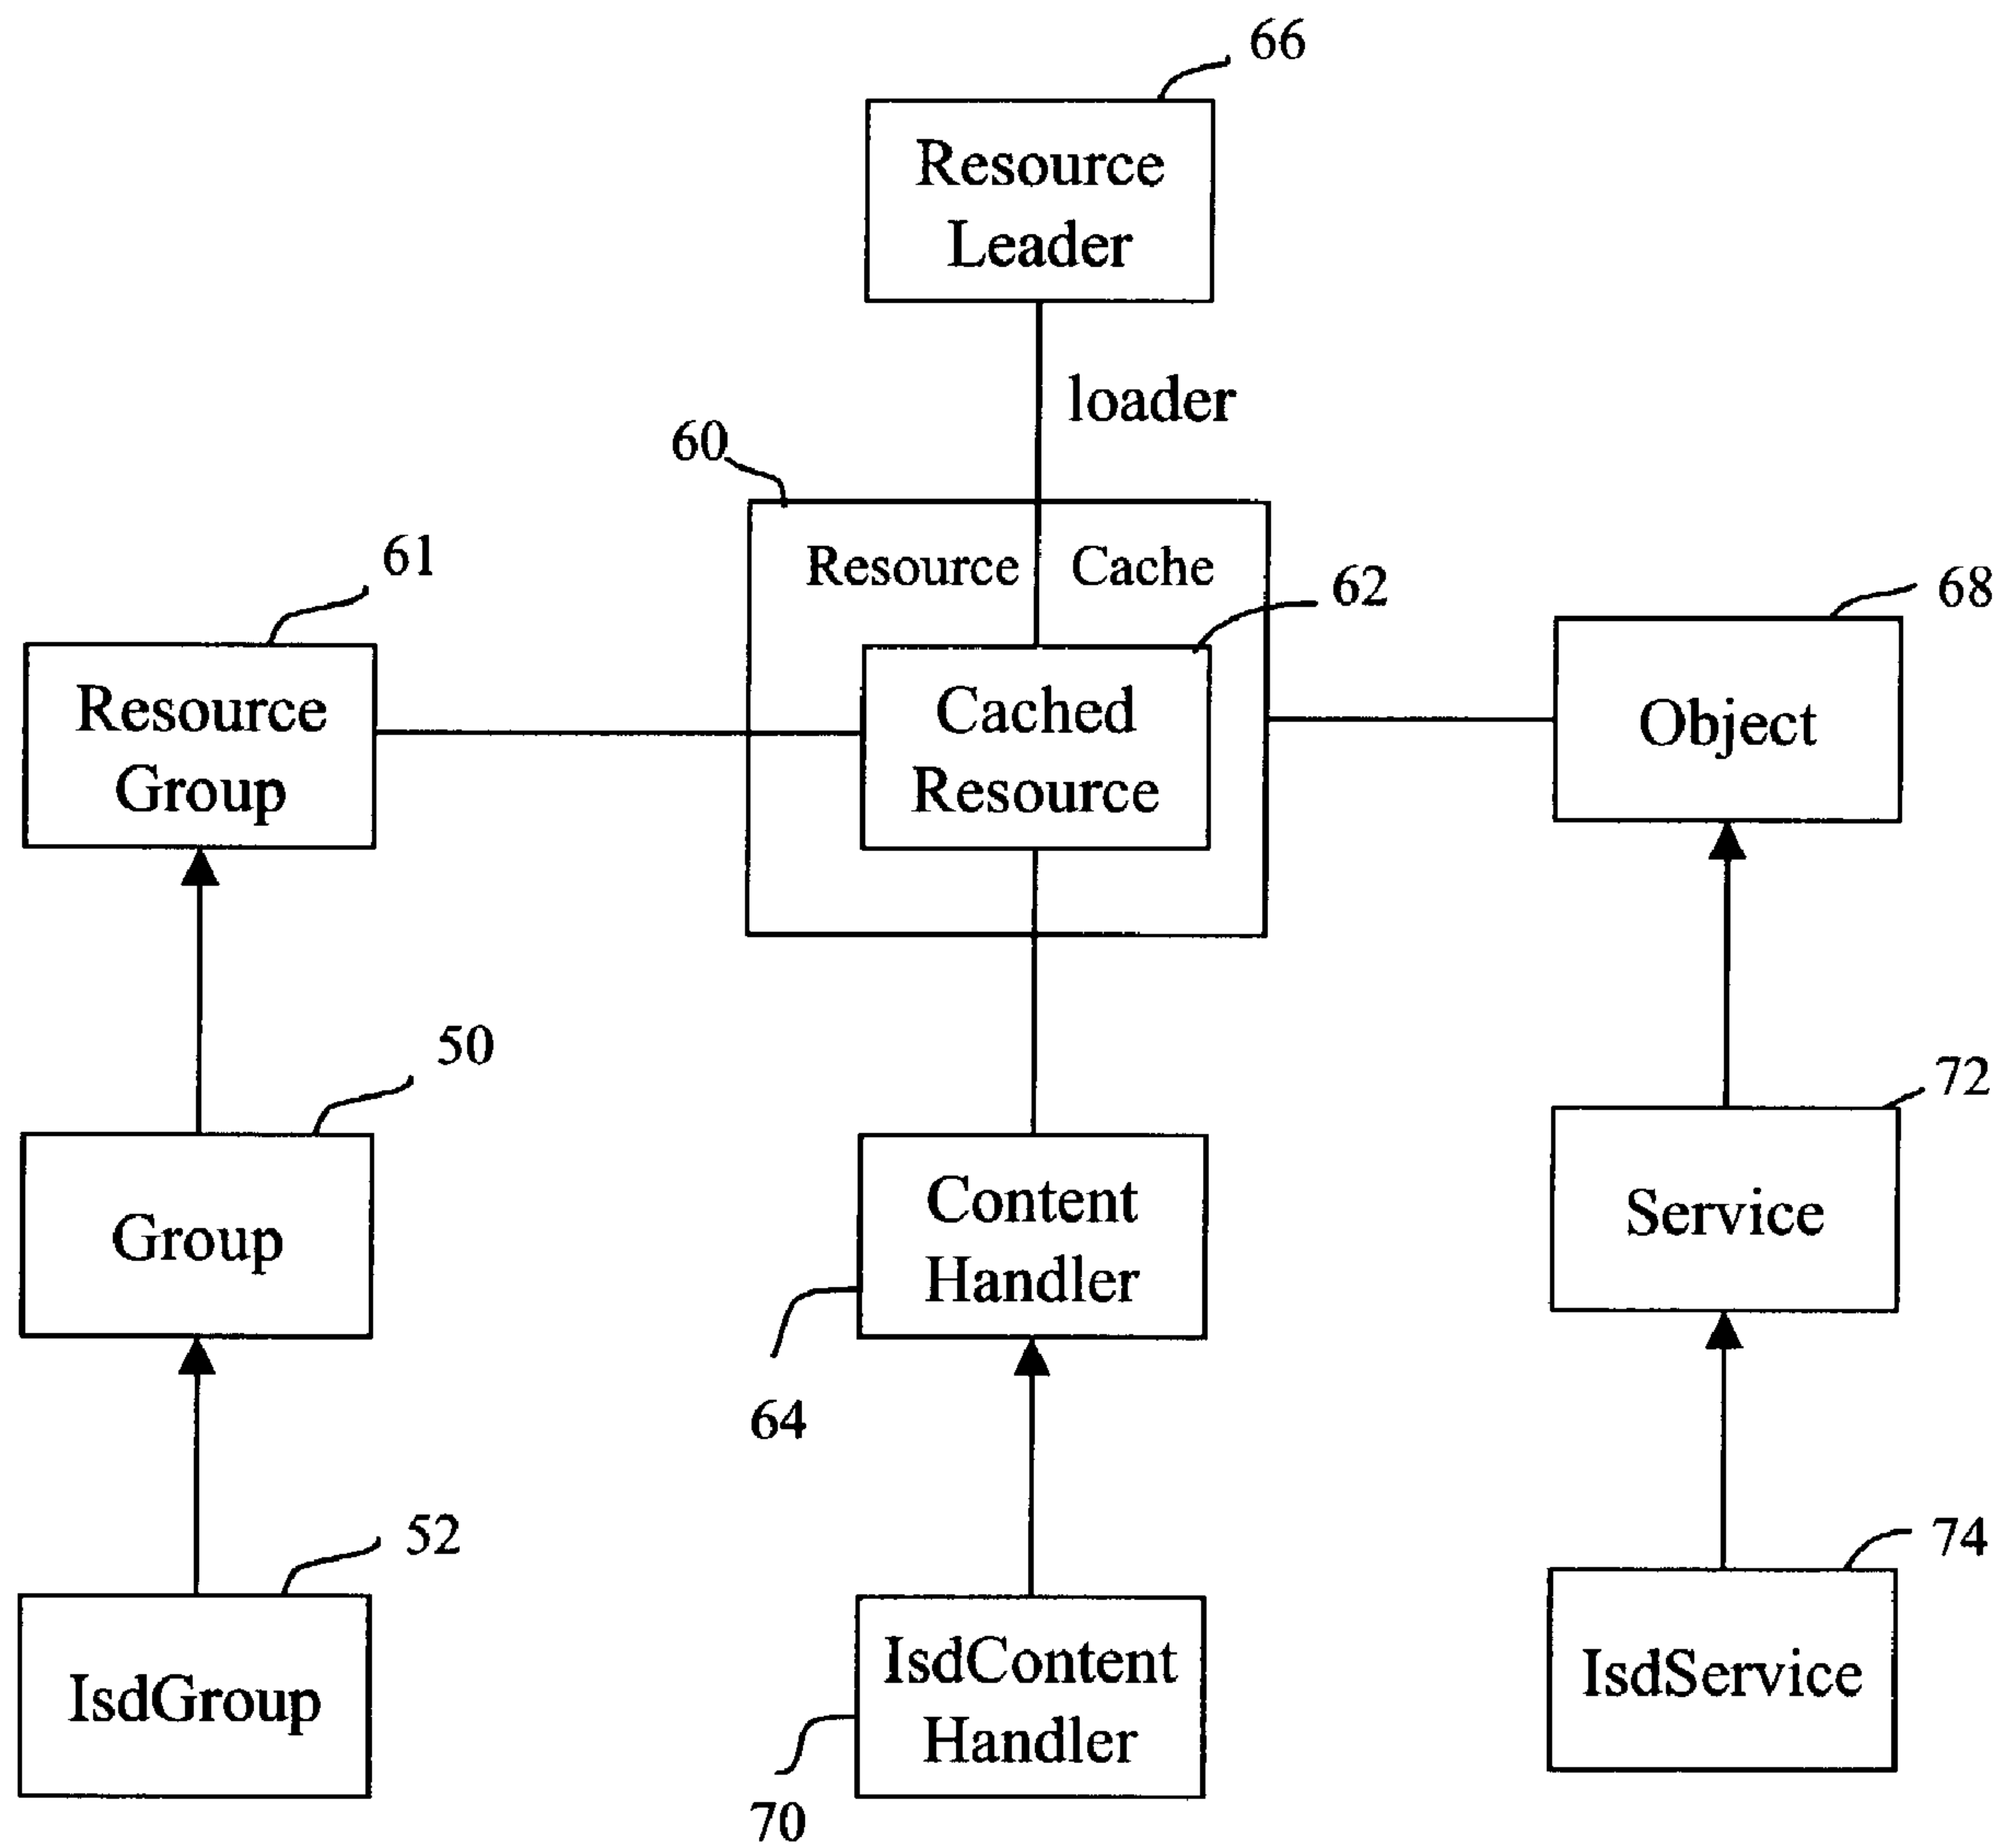 66
Resource
Leader
loader
60
61
Resource Cache
62
68
Resource
Group
Cached
Resource
Object
50
72
Group
Content
Handler
Service
64
52
74
IsdGroup
IsdContent
Handler
IsdService
70